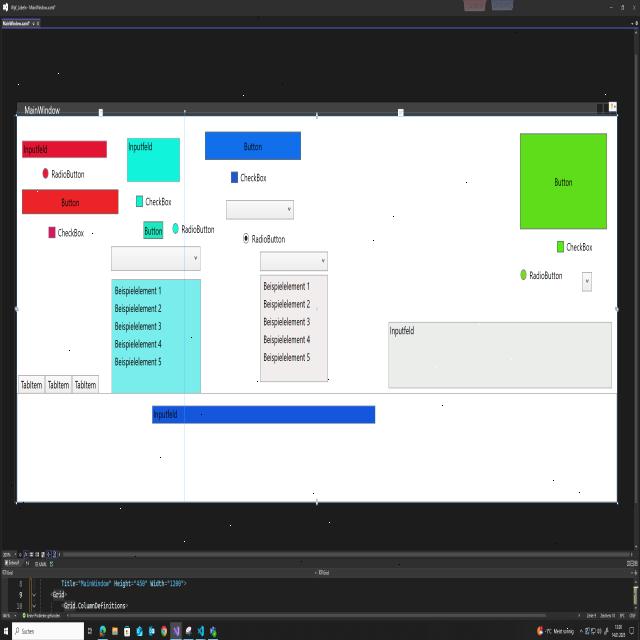 MainWindow.xaml*
MainWindow
Inputfeld
Inputfeld
Button
RadioButton
Button
CheckBox
CheckBox
Button
CheckBox
Button
RadioButton
CheckBox
RadioButton
CheckBox
RadioButton
Beispielelement 1
Beispielelement 2
Beispielelement 3
Beispielelement 4
Beispielelement 5
Beispielelement 1
Beispielelement 2
Beispielelement 3
Beispielelement 4
Beispielelement 5
Inputfeld
TabItem TabItem TabItem
Inputfeld
8 Title="MainWindow" Height="450" Width="1200">
9 <Grid>
10 <Grid.ColumnDefinitions>
Suchen